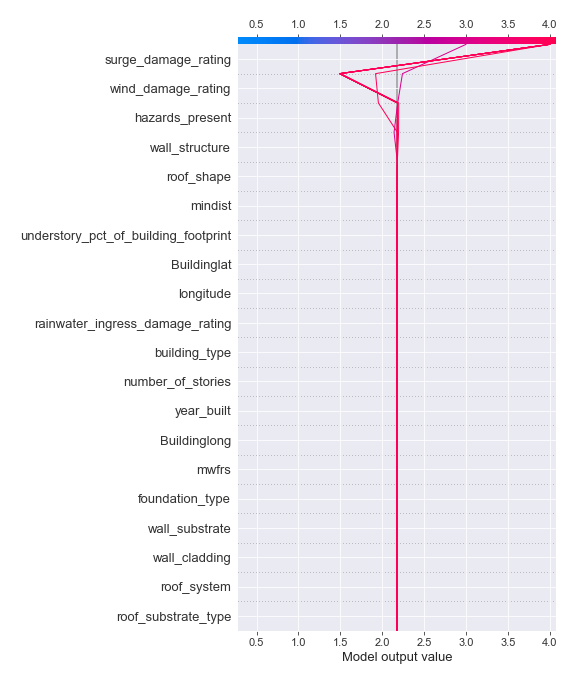 0.5 1.0 1.5 2.0 2.5 3.0 3.5 4.0
surge_damage_rating
wind_damage_rating
hazards_present
wall_structure
roof_shape
mindist
understory_pct_of_building_footprint
Buildinglat
longitude
rainwater_ingress_damage_rating
building_type
number_of_stories
year_built
Buildinglong
mwfrs
foundation_type
wall_substrate
wall_cladding
roof_system
roof_substrate_type
0.5 1.0 1.5 2.0 2.5 3.0 3.5 4.0
Model output value